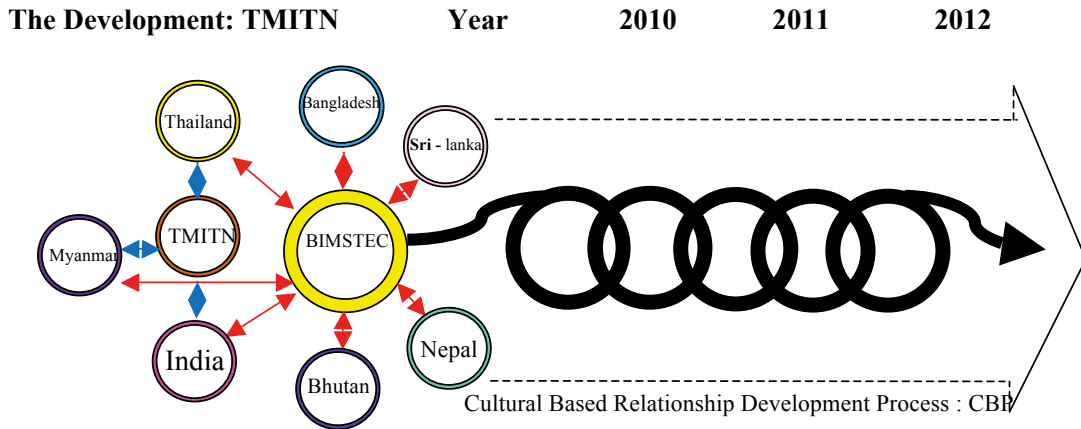 The Development: TMITN Year 2010 2011 2012
Bangladesh
Thailand
Sri - lanka
TMITN
BIMSTEC
Myanmar
India
Nepal
Bhutan
Cultural Based Relationship Development Process : CBP